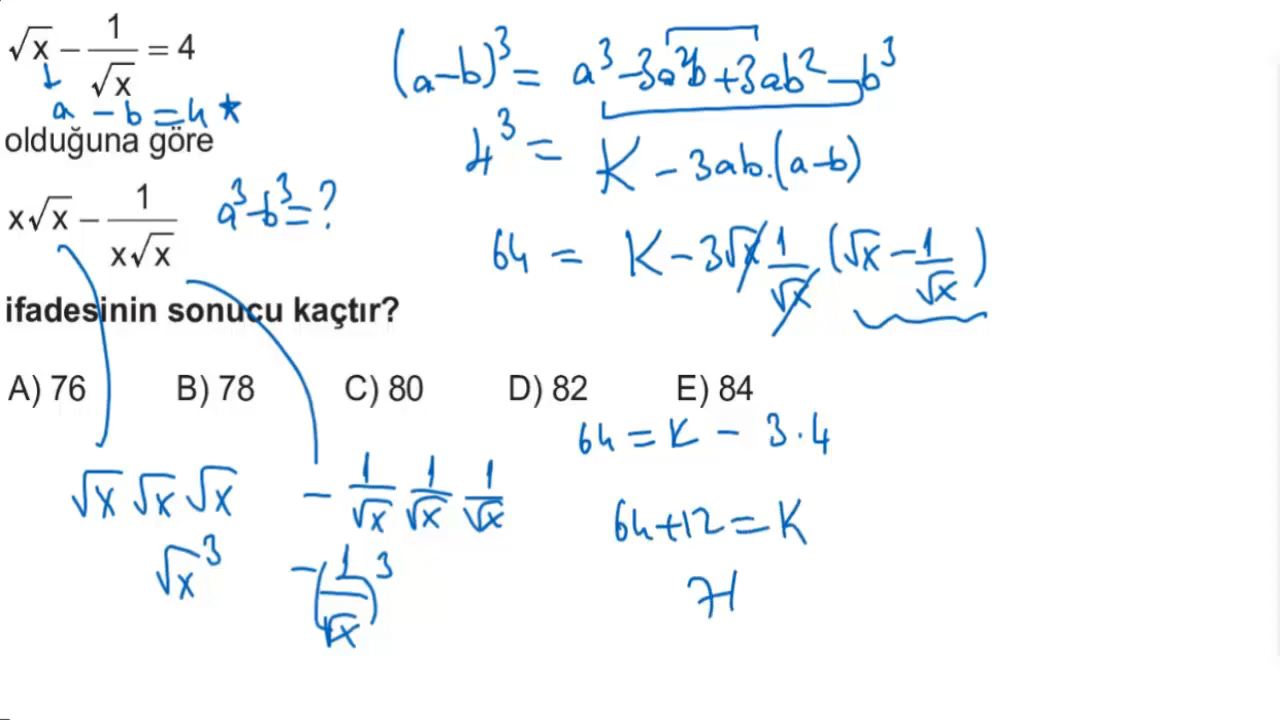 √x − 1/√x = 4
a − b = 4 *
olduğuna göre
x√x − 1/(x√x)
a³ − b³ = ?
ifadesinin sonucu kaçtır?
A) 76 B) 78 C) 80 D) 82 E) 84
√x √x √x − 1/√x 1/√x 1/√x
√x³ − (1/√x)³
(a−b)³ = a³ − 3a²b + 3ab² − b³
4³ = K − 3ab.(a−b)
64 = K − 3√x 1/√x . (√x − 1/√x)
64 = K − 3.4
64+12 = K